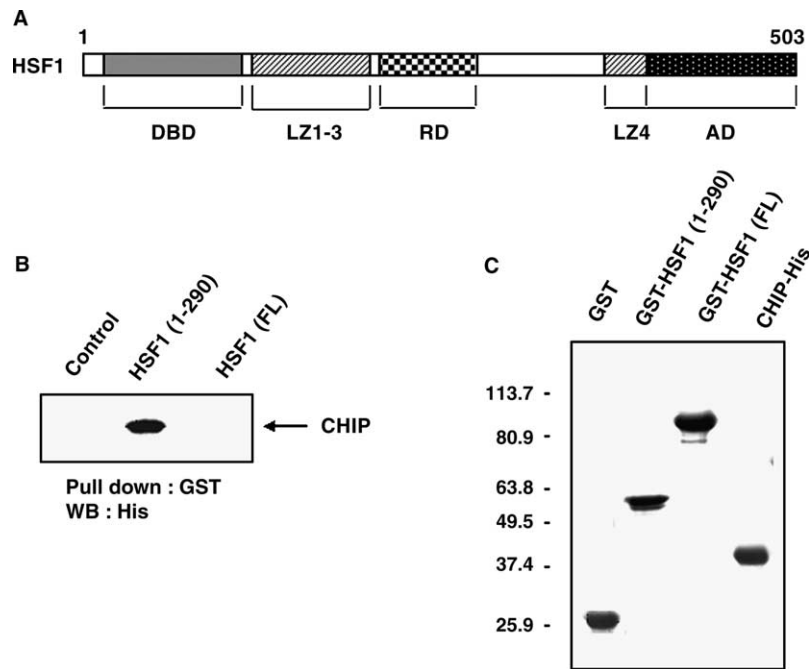 A
1 503
HSF1
DBD LZ1-3 RD LZ4 AD
B
Control
HSF1 (1-290)
HSF1 (FL)
CHIP
Pull down : GST
WB : His
C
GST
GST-HSF1 (1-290)
GST-HSF1 (FL)
CHIP-His
113.7 -
80.9 -
63.8 -
49.5 -
37.4 -
25.9 -